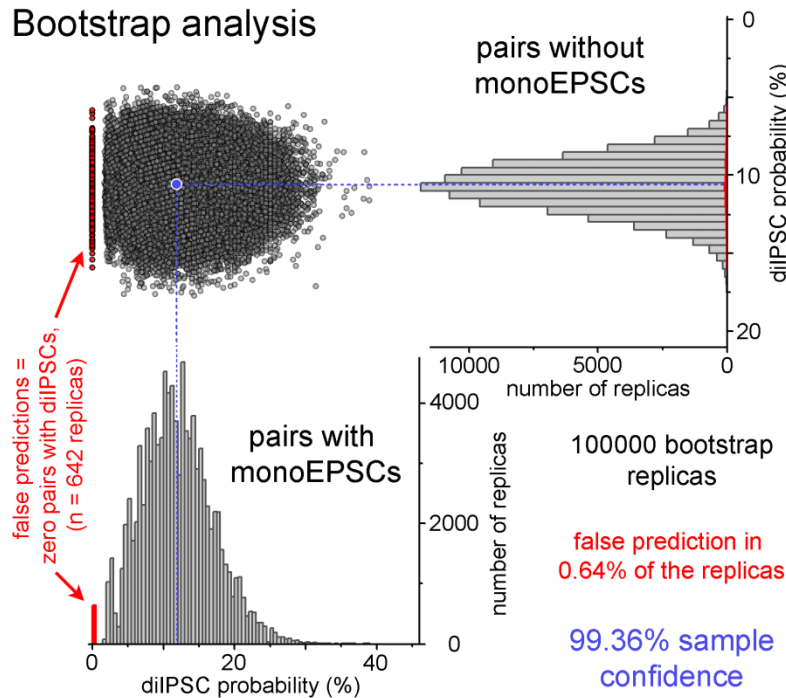 Bootstrap analysis
pairs without
monoEPSCs
0
10
20
diIPSC probability (%)
10000
5000
0
number of replicas
false predictions =
zero pairs with diIPSCs,
(n = 642 replicas)
pairs with
monoEPSCs
4000
2000
0
number of replicas
0
20
40
diIPSC probability (%)
100000 bootstrap
replicas
false prediction in
0.64% of the replicas
99.36% sample
confidence